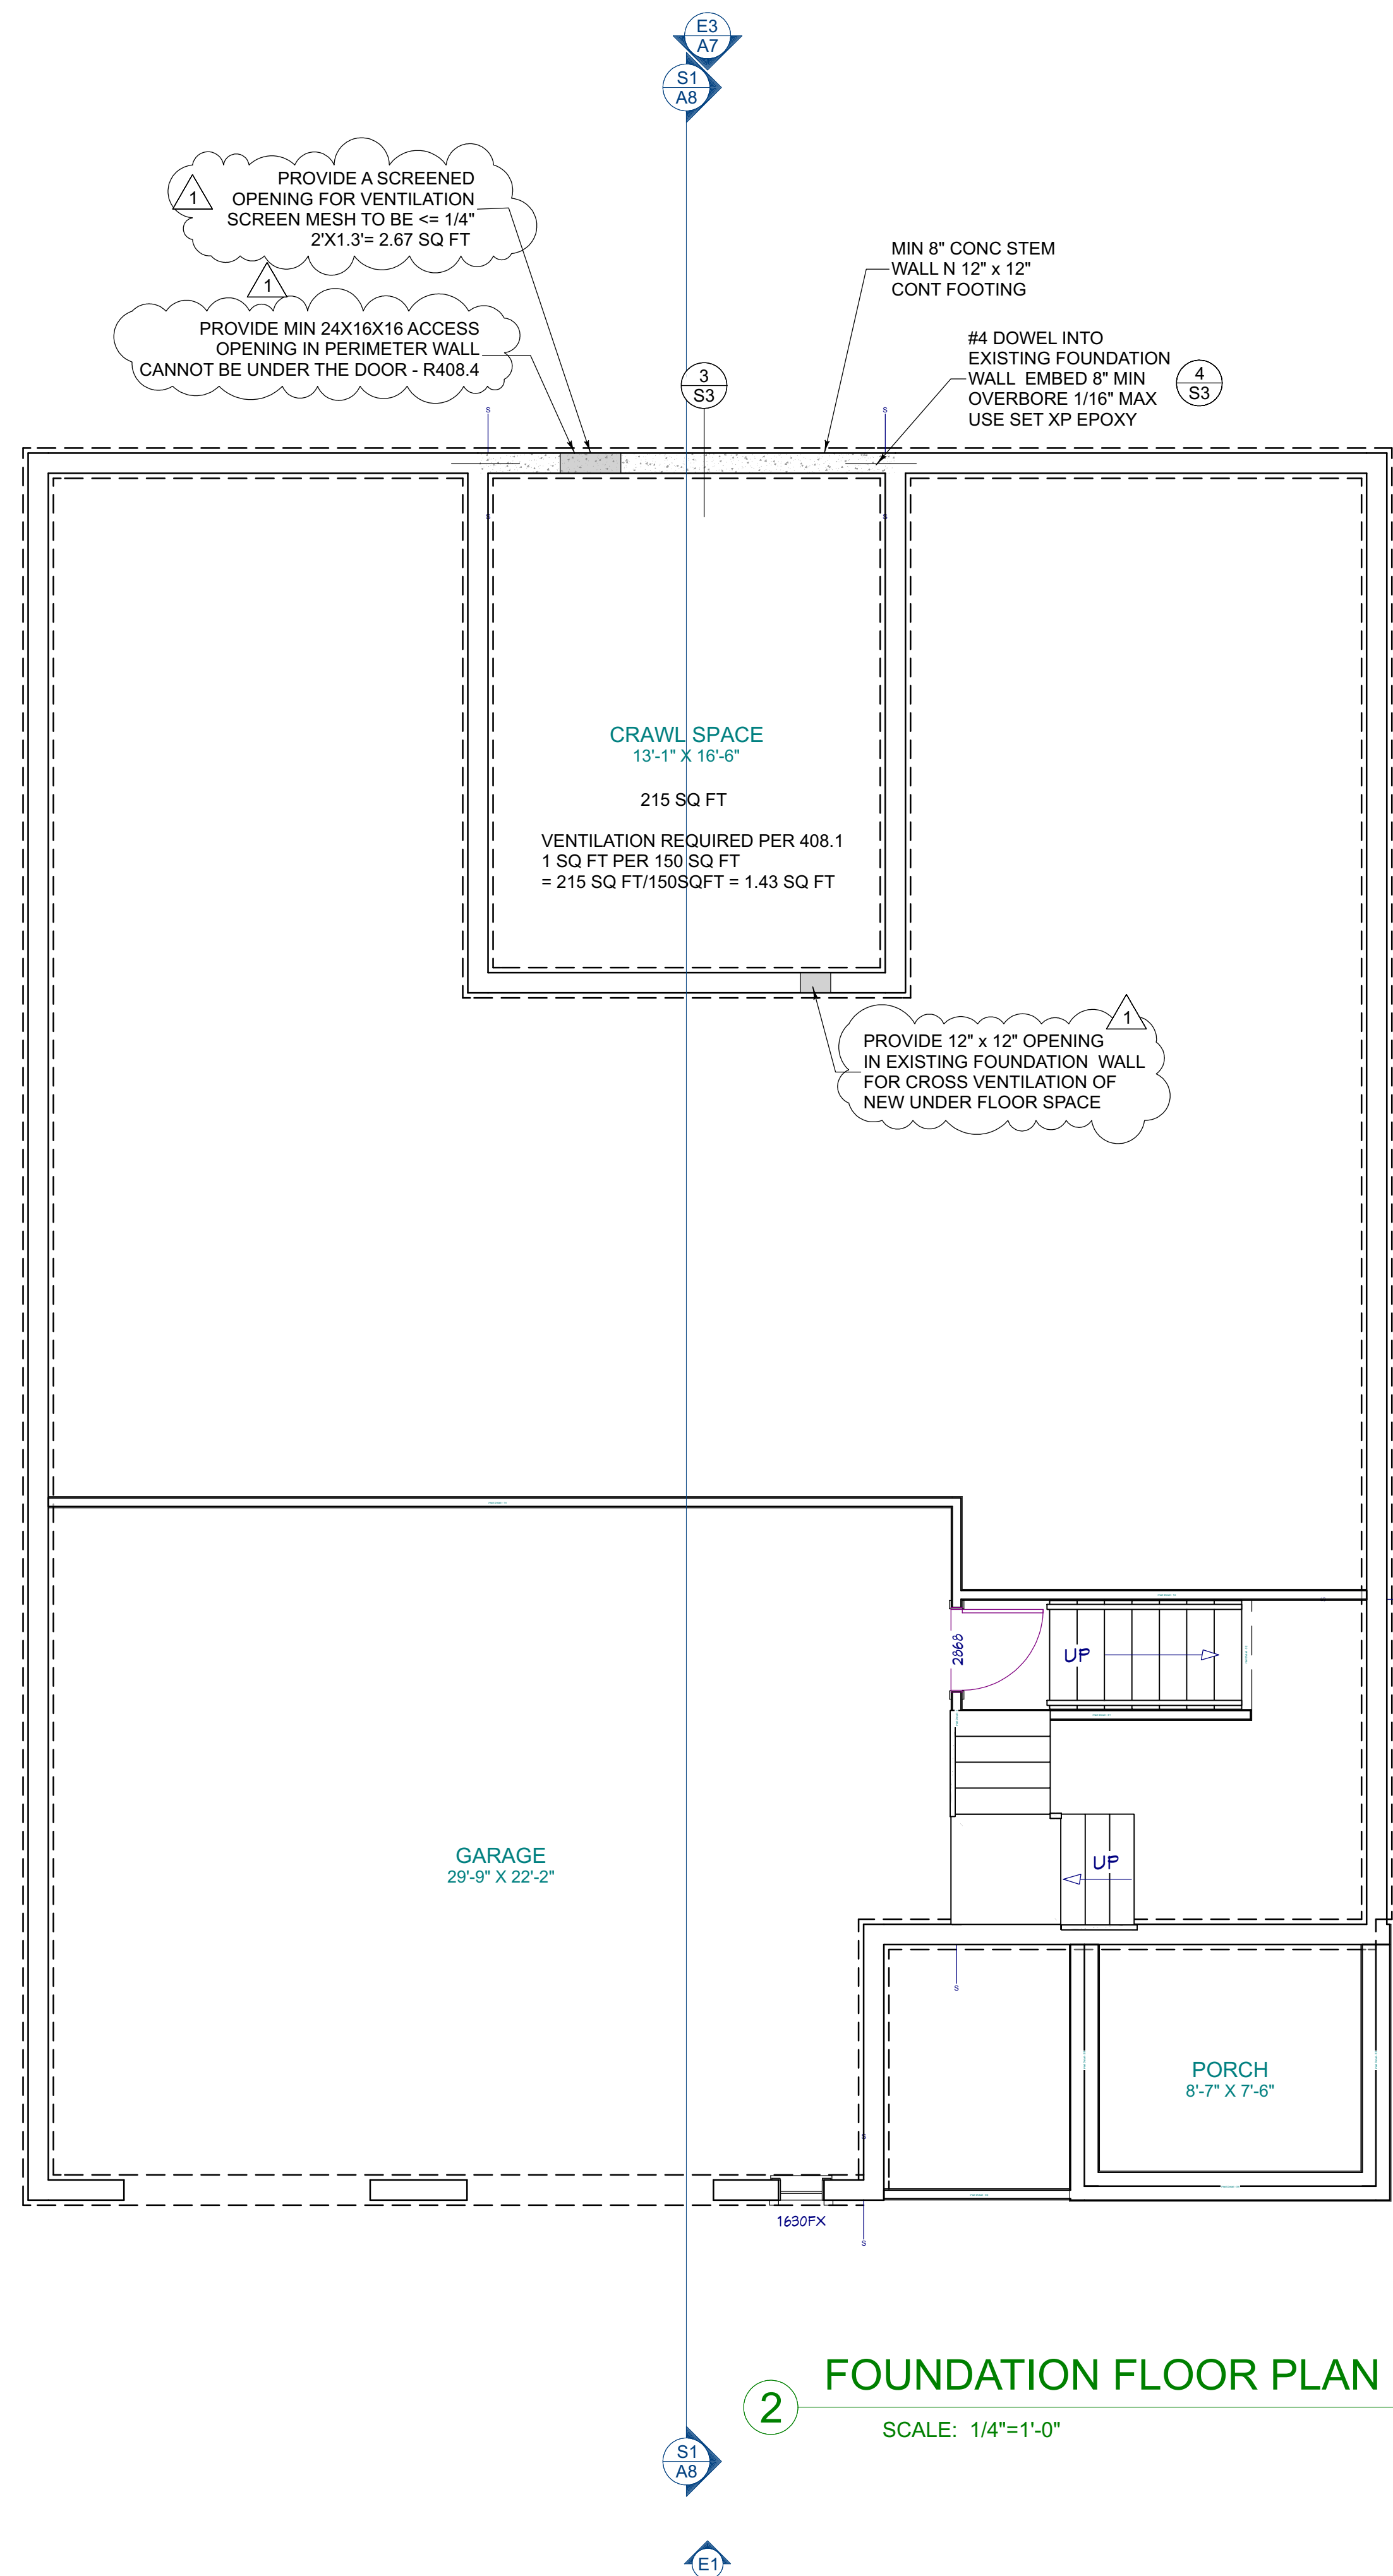 E3
A7
S1
A8
1
PROVIDE A SCREENED
OPENING FOR VENTILATION
SCREEN MESH TO BE <= 1/4"
2'X1.3'= 2.67 SQ FT
1
PROVIDE MIN 24X16X16 ACCESS
OPENING IN PERIMETER WALL
CANNOT BE UNDER THE DOOR - R408.4
MIN 8" CONC STEM
WALL N 12" x 12"
CONT FOOTING
3
S3
#4 DOWEL INTO
EXISTING FOUNDATION
WALL EMBED 8" MIN
OVERBORE 1/16" MAX
USE SET XP EPOXY
4
S3
S
S
S
S
CRAWL SPACE
13'-1" X 16'-6"
215 SQ FT
VENTILATION REQUIRED PER 408.1
1 SQ FT PER 150 SQ FT
= 215 SQ FT/150SQFT = 1.43 SQ FT
1
PROVIDE 12" x 12" OPENING
IN EXISTING FOUNDATION WALL
FOR CROSS VENTILATION OF
NEW UNDER FLOOR SPACE
2868
UP
UP
GARAGE
29'-9" X 22'-2"
S
PORCH
8'-7" X 7'-6"
S
1630FX
S
2
FOUNDATION FLOOR PLAN
SCALE: 1/4"=1'-0"
S1
A8
E1